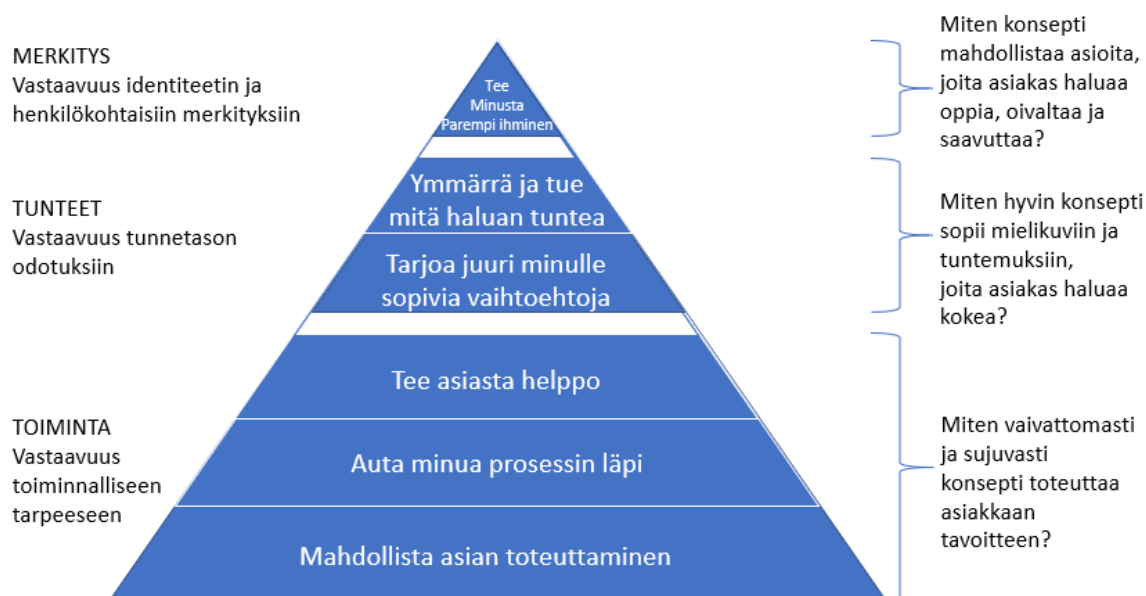 MERKITYS
Vastaavuus identiteetin ja
henkilökohtaisiin merkityksiin
Tee
Minusta
Parempi ihminen
Miten konsepti
mahdollistaa asioita,
joita asiakas haluaa
oppia, oivaltaa ja
saavuttaa?
TUNTEET
Vastaavuus tunnetason
odotuksiin
Ymmärrä ja tue
mitä haluan tuntea
Tarjoa juuri minulle
sopivia vaihtoehtoja
Miten hyvin konsepti
sopii mielikuviin ja
tuntemuksiin,
joita asiakas haluaa
kokea?
TOIMINTA
Vastaavuus
toiminnalliseen
tarpeeseen
Tee asiasta helppo
Auta minua prosessin läpi
Mahdollista asian toteuttaminen
Miten vaivattomasti
ja sujuvasti
konsepti toteuttaa
asiakkaan
tavoitteen?